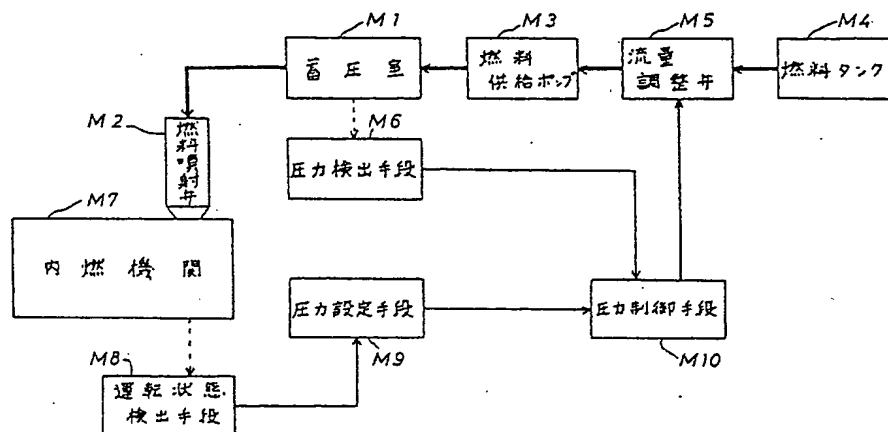 M1
蓄圧室
M3
燃料
供給ポンプ
M5
流量
調整弁
M4
燃料タンク
M2
燃料噴射弁
M6
圧力検出手段
M7
内燃機関
圧力設定手段
M9
圧力制御手段
M10
M8
運転状態
検出手段